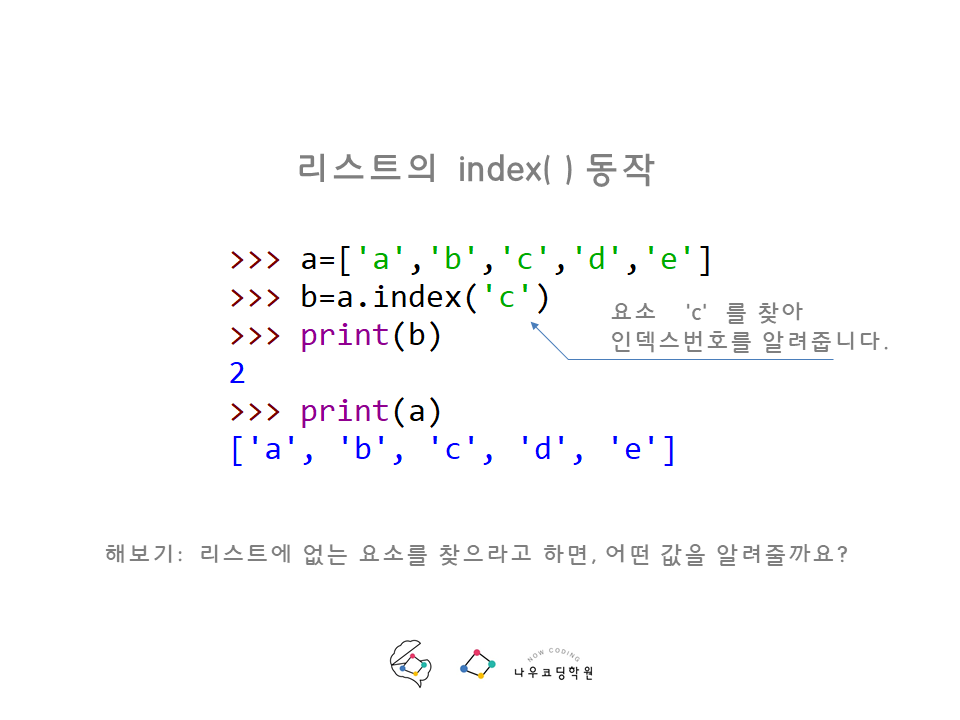 리스트의 index( ) 동작
>>> a=['a','b','c','d','e']
>>> b=a.index('c')
요소 'c' 를 찾아
인덱스번호를 알려줍니다.
>>> print(b)
2
>>> print(a)
['a', 'b', 'c', 'd', 'e']
해보기: 리스트에 없는 요소를 찾으라고 하면, 어떤 값을 알려줄까요?
NOW CODING
나우코딩학원